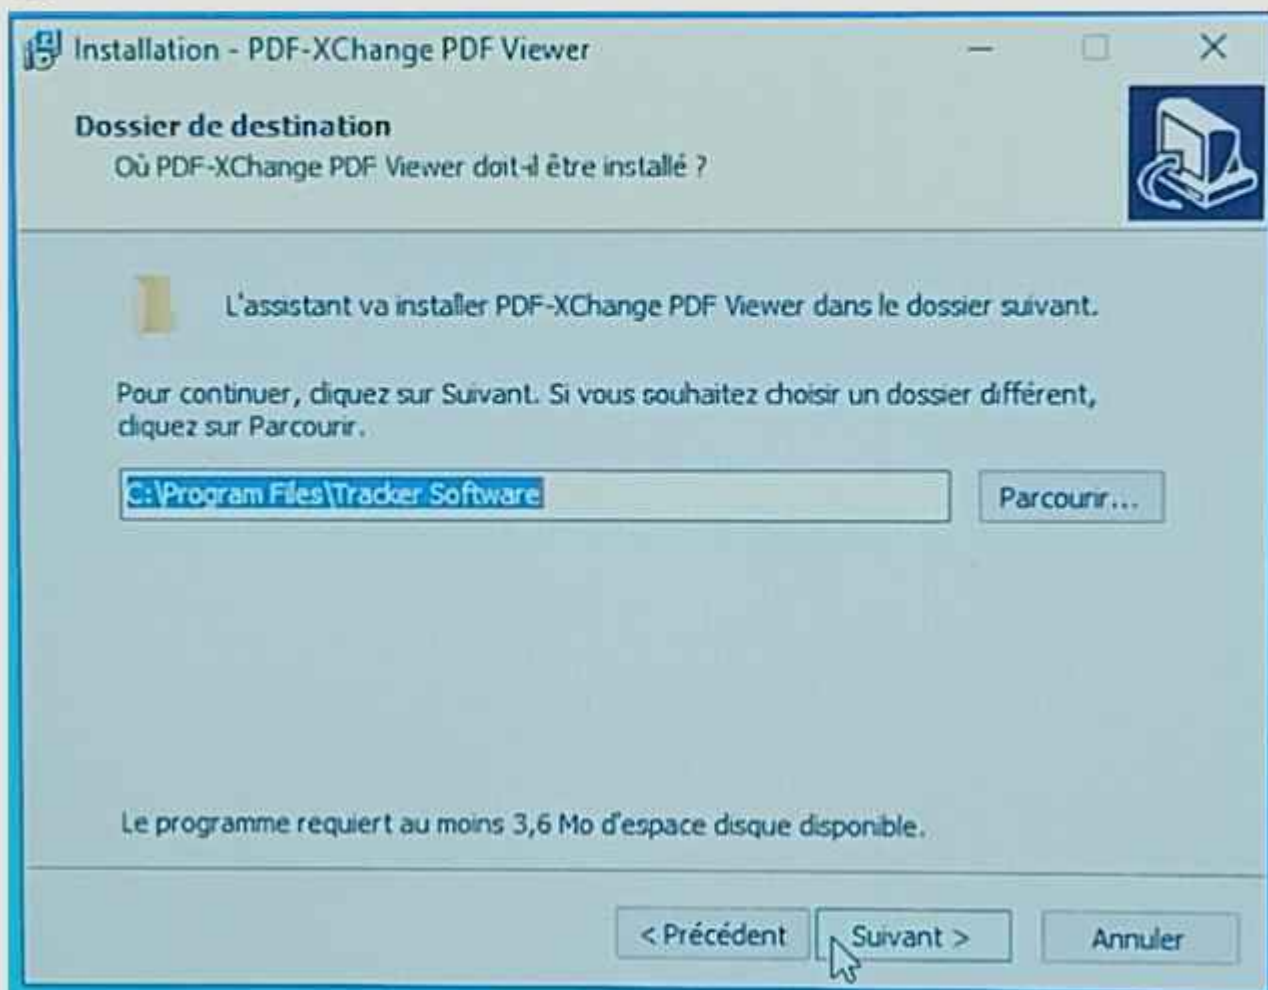 Installation - PDF-XChange PDF Viewer
Dossier de destination
Où PDF-XChange PDF Viewer doit-il être installé ?
L'assistant va installer PDF-XChange PDF Viewer dans le dossier suivant.
Pour continuer, cliquez sur Suivant. Si vous souhaitez choisir un dossier différent,
cliquez sur Parcourir.
C:\Program Files\Tracker Software
Parcourir...
Le programme requiert au moins 3,6 Mo d'espace disque disponible.
< Précédent
Suivant >
Annuler